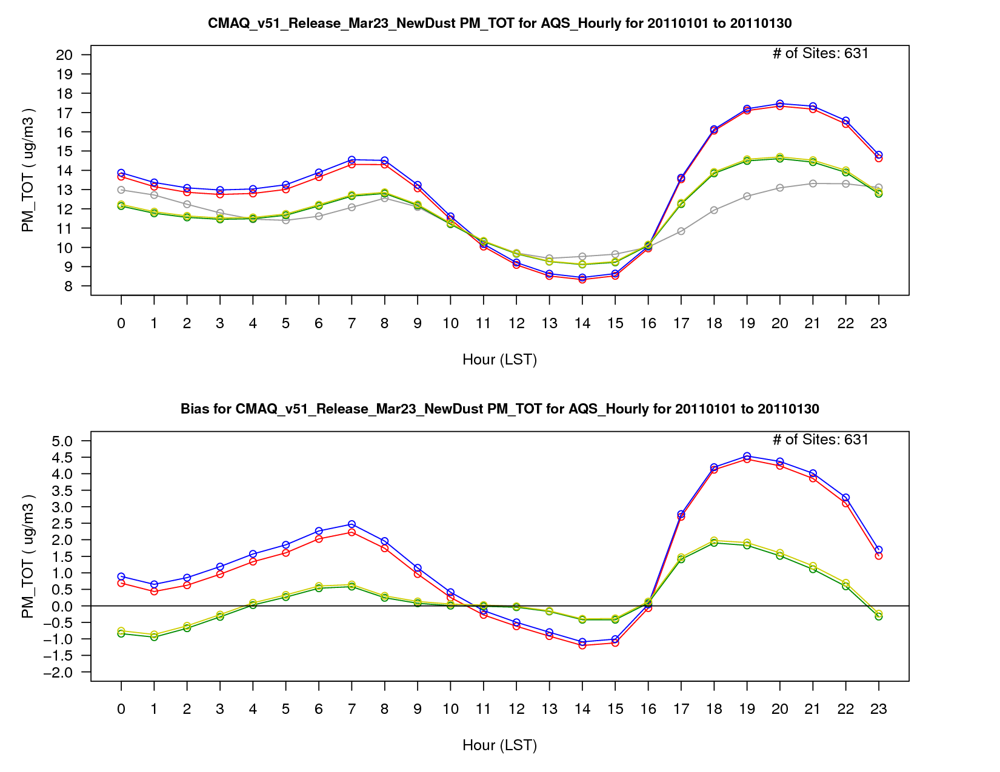 CMAQ_v51_Release_Mar23_NewDust PM_TOT for AQS_Hourly for 20110101 to 20110130
# of Sites: 631
PM_TOT ( ug/m3 )
20
19
18
17
16
15
14
13
12
11
10
9
8
0 1 2 3 4 5 6 7 8 9 10 11 12 13 14 15 16 17 18 19 20 21 22 23
Hour (LST)
Bias for CMAQ_v51_Release_Mar23_NewDust PM_TOT for AQS_Hourly for 20110101 to 20110130
# of Sites: 631
PM_TOT ( ug/m3 )
5.0
4.5
4.0
3.5
3.0
2.5
2.0
1.5
1.0
0.5
0.0
−0.5
−1.0
−1.5
−2.0
0 1 2 3 4 5 6 7 8 9 10 11 12 13 14 15 16 17 18 19 20 21 22 23
Hour (LST)